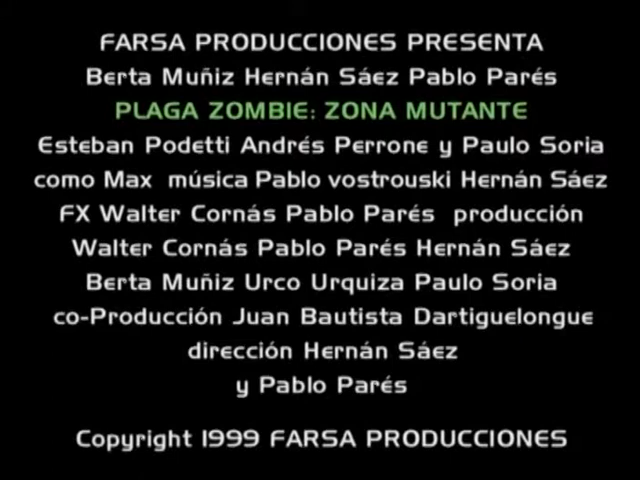 FARSA PRODUCCIONES PRESENTA
Berta Muñiz Hernán Sáez Pablo Parés
PLAGA ZOMBIE: ZONA MUTANTE
Esteban Podetti Andrés Perrone y Paulo Soria
como Max música Pablo vostrouski Hernán Sáez
FX Walter Cornás Pablo Parés producción
Walter Cornás Pablo Parés Hernán Sáez
Berta Muñiz Urco Urquiza Paulo Soria
co-Producción Juan Bautista Dartiguelongue
dirección Hernán Sáez
y Pablo Parés
Copyright 1999 FARSA PRODUCCIONES